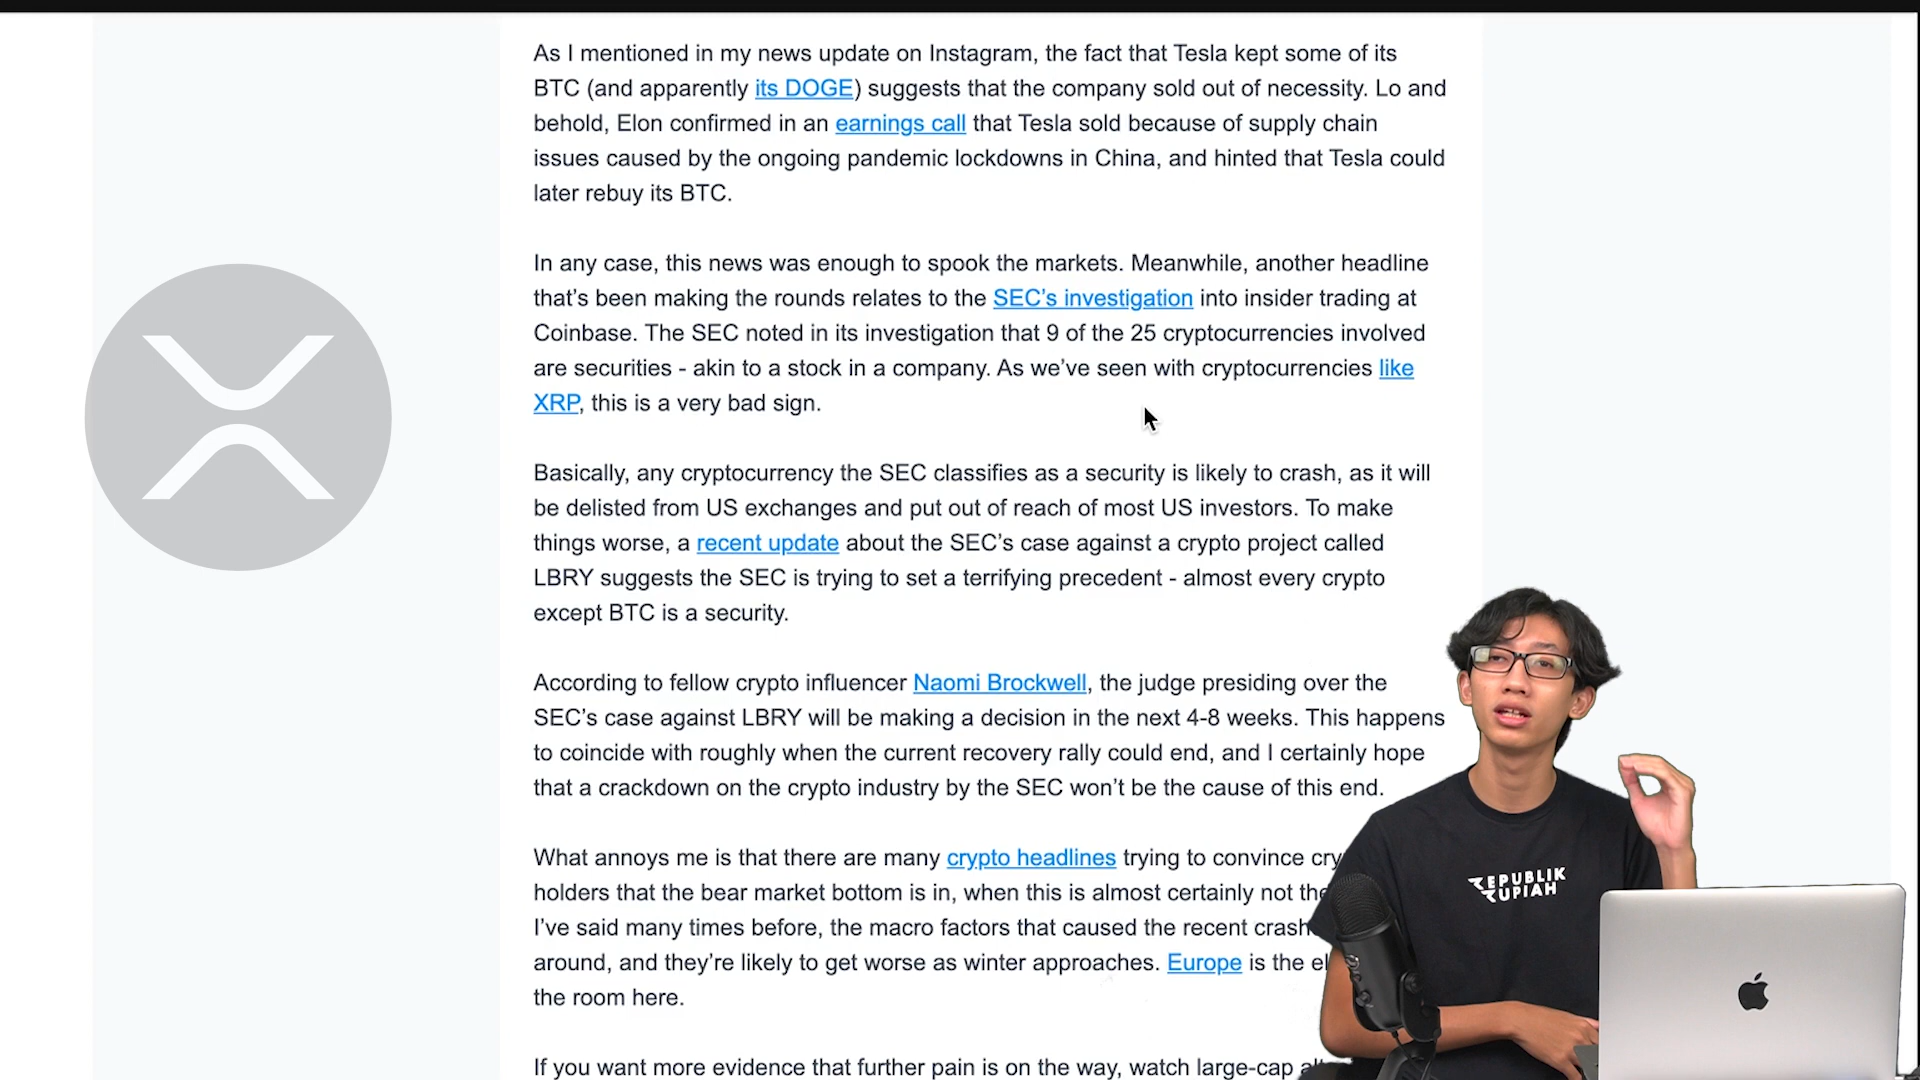 As I mentioned in my news update on Instagram, the fact that Tesla kept some of its
BTC (and apparently its DOGE) suggests that the company sold out of necessity. Lo and
behold, Elon confirmed in an earnings call that Tesla sold because of supply chain
issues caused by the ongoing pandemic lockdowns in China, and hinted that Tesla could
later rebuy its BTC.
In any case, this news was enough to spook the markets. Meanwhile, another headline
that’s been making the rounds relates to the SEC’s investigation into insider trading at
Coinbase. The SEC noted in its investigation that 9 of the 25 cryptocurrencies involved
are securities - akin to a stock in a company. As we’ve seen with cryptocurrencies like
XRP, this is a very bad sign.
Basically, any cryptocurrency the SEC classifies as a security is likely to crash, as it will
be delisted from US exchanges and put out of reach of most US investors. To make
things worse, a recent update about the SEC’s case against a crypto project called
LBRY suggests the SEC is trying to set a terrifying precedent - almost every crypto
except BTC is a security.
According to fellow crypto influencer Naomi Brockwell, the judge presiding over the
SEC’s case against LBRY will be making a decision in the next 4-8 weeks. This happens
to coincide with roughly when the current recovery rally could end, and I certainly hope
that a crackdown on the crypto industry by the SEC won’t be the cause of this end.
What annoys me is that there are many crypto headlines trying to convince
holders that the bear market bottom is in, when this is almost certainly not
I’ve said many times before, the macro factors that caused the recent crash
around, and they’re likely to get worse as winter approaches. Europe is the
the room here.
If you want more evidence that further pain is on the way, watch large-cap
REPUBLIK
RUPIAH